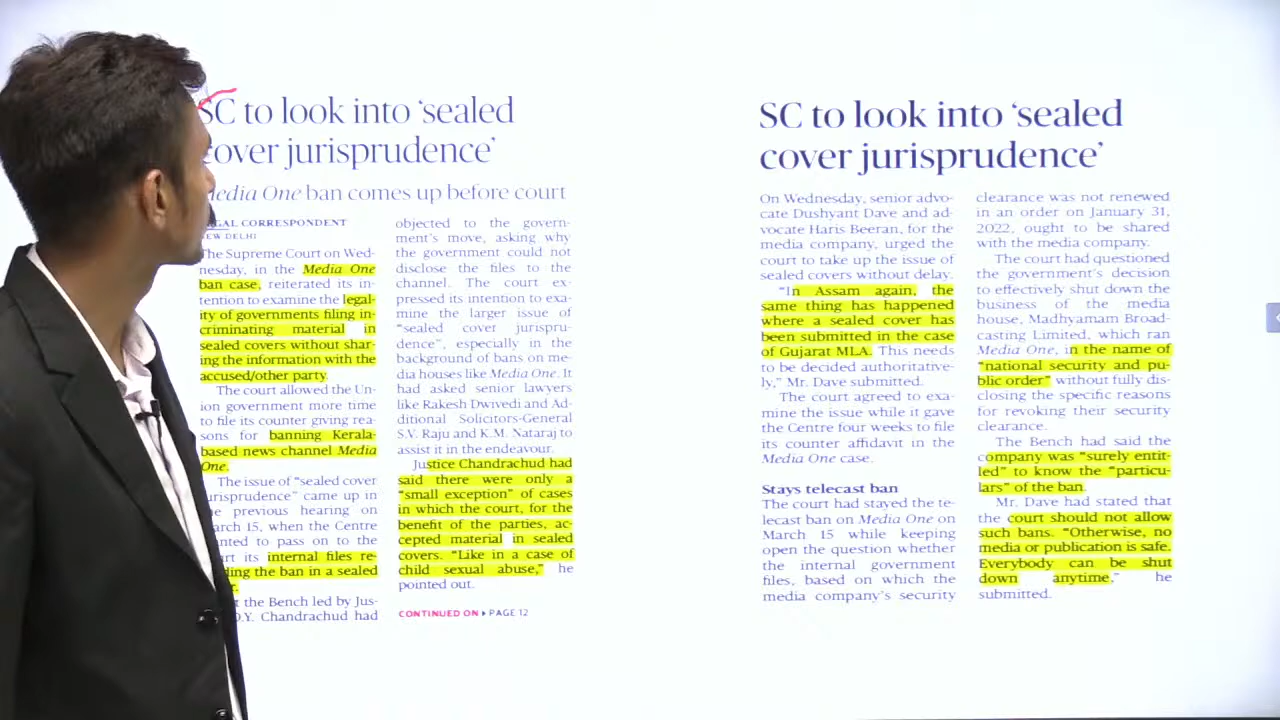 SC to look into ‘sealed
cover jurisprudence’
Media One ban comes up before court
LEGAL CORRESPONDENT
NEW DELHI
The Supreme Court on Wed-
nesday, in the Media One
ban case, reiterated its in-
tention to examine the legal-
ity of governments filing in-
criminating material in
sealed covers without shar-
ing the information with the
accused/other party.
The court allowed the Un-
ion government more time
to file its counter giving rea-
sons for banning Kerala-
based news channel Media
One.
The issue of “sealed cover
jurisprudence” came up in
the previous hearing on
March 15, when the Centre
wanted to pass on to the
court its internal files re-
ding the ban in a sealed
r.
t the Bench led by Jus-
D.Y. Chandrachud had
objected to the govern-
ment’s move, asking why
the government could not
disclose the files to the
channel. The court ex-
pressed its intention to exa-
mine the larger issue of
“sealed cover jurispru-
dence”, especially in the
background of bans on me-
dia houses like Media One. It
had asked senior lawyers
like Rakesh Dwivedi and Ad-
ditional Solicitors-General
S.V. Raju and K.M. Nataraj to
assist it in the endeavour.
Justice Chandrachud had
said there were only a
“small exception” of cases
in which the court, for the
benefit of the parties, ac-
cepted material in sealed
covers. “Like in a case of
child sexual abuse,” he
pointed out.
CONTINUED ON ▸ PAGE 12
SC to look into ‘sealed
cover jurisprudence’
On Wednesday, senior advo-
cate Dushyant Dave and ad-
vocate Haris Beeran, for the
media company, urged the
court to take up the issue of
sealed covers without delay.
“In Assam again, the
same thing has happened
where a sealed cover has
been submitted in the case
of Gujarat MLA. This needs
to be decided authoritative-
ly,” Mr. Dave submitted.
The court agreed to exa-
mine the issue while it gave
the Centre four weeks to file
its counter affidavit in the
Media One case.
Stays telecast ban
The court had stayed the te-
lecast ban on Media One on
March 15 while keeping
open the question whether
the internal government
files, based on which the
media company’s security
clearance was not renewed
in an order on January 31,
2022, ought to be shared
with the media company.
The court had questioned
the government’s decision
to effectively shut down the
business of the media
house, Madhyamam Broad-
casting Limited, which ran
Media One, in the name of
“national security and pu-
blic order” without fully dis-
closing the specific reasons
for revoking their security
clearance.
The Bench had said the
company was “surely entit-
led” to know the “particu-
lars” of the ban.
Mr. Dave had stated that
the court should not allow
such bans. “Otherwise, no
media or publication is safe.
Everybody can be shut
down anytime,” he
submitted.